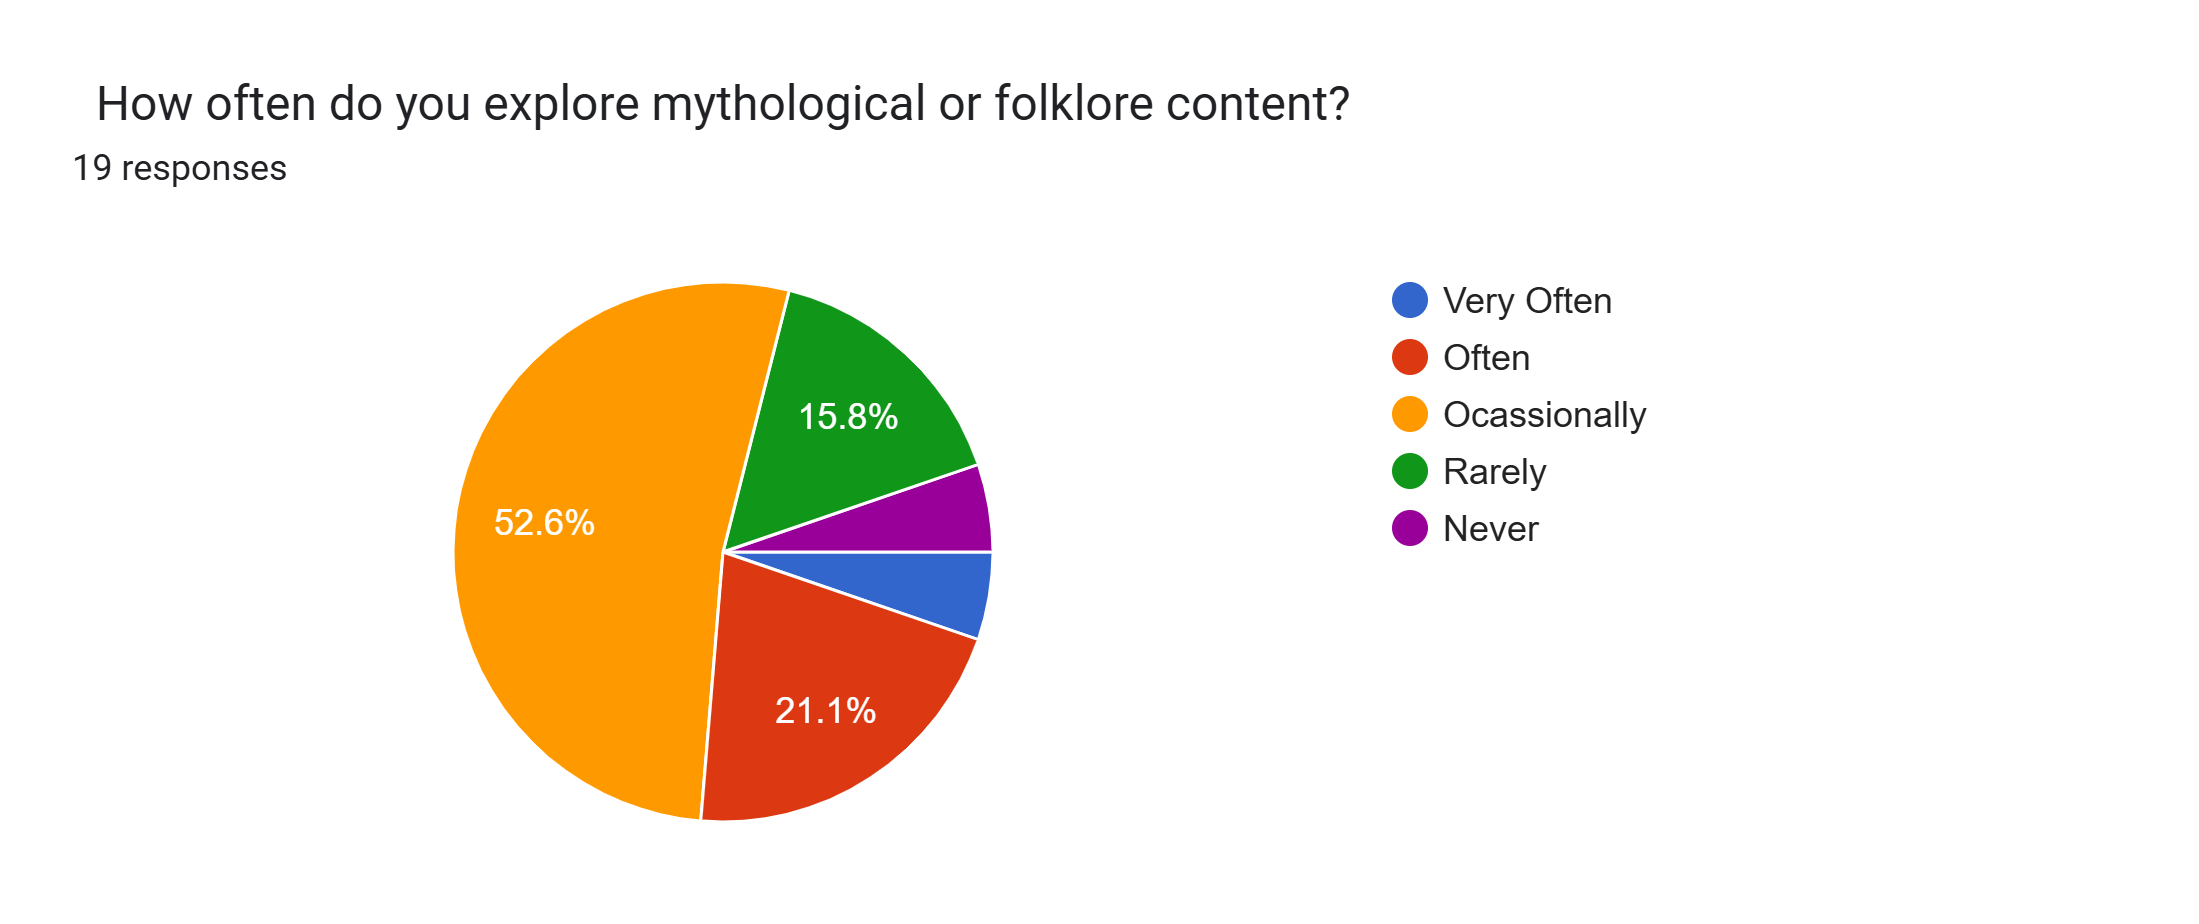 How often do you explore mythological or folklore content?
19 responses
Very Often
Often
Ocassionally
Rarely
Never
15.8%
52.6%
21.1%